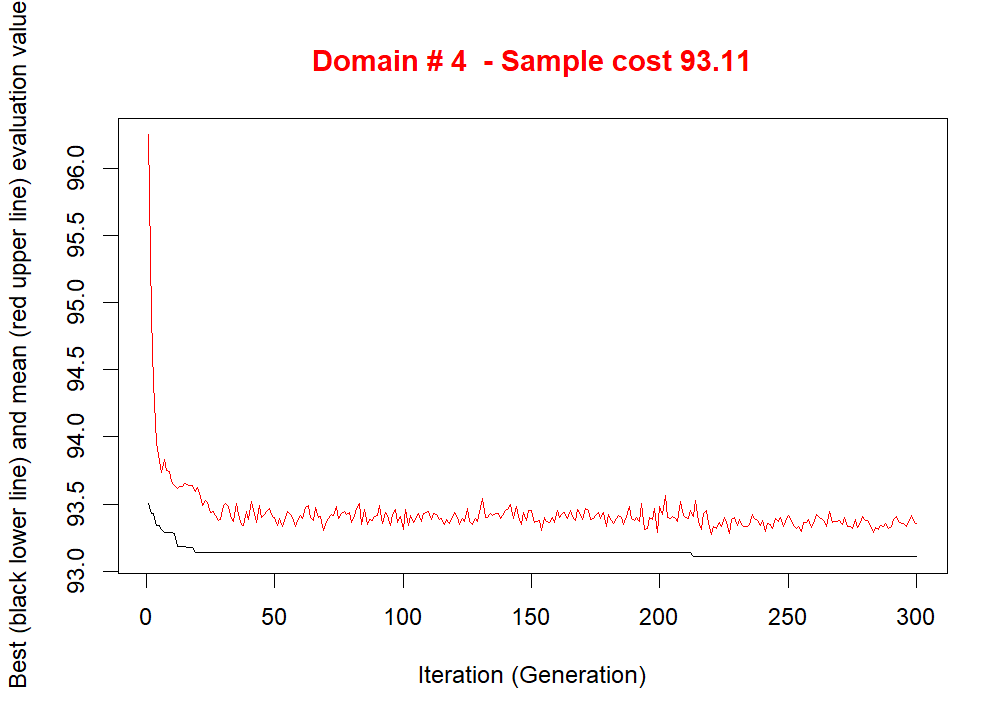 Domain # 4  - Sample cost 93.11
Best (black lower line) and mean (red upper line) evaluation value
96.0
95.5
95.0
94.5
94.0
93.5
93.0
0 50 100 150 200 250 300
Iteration (Generation)